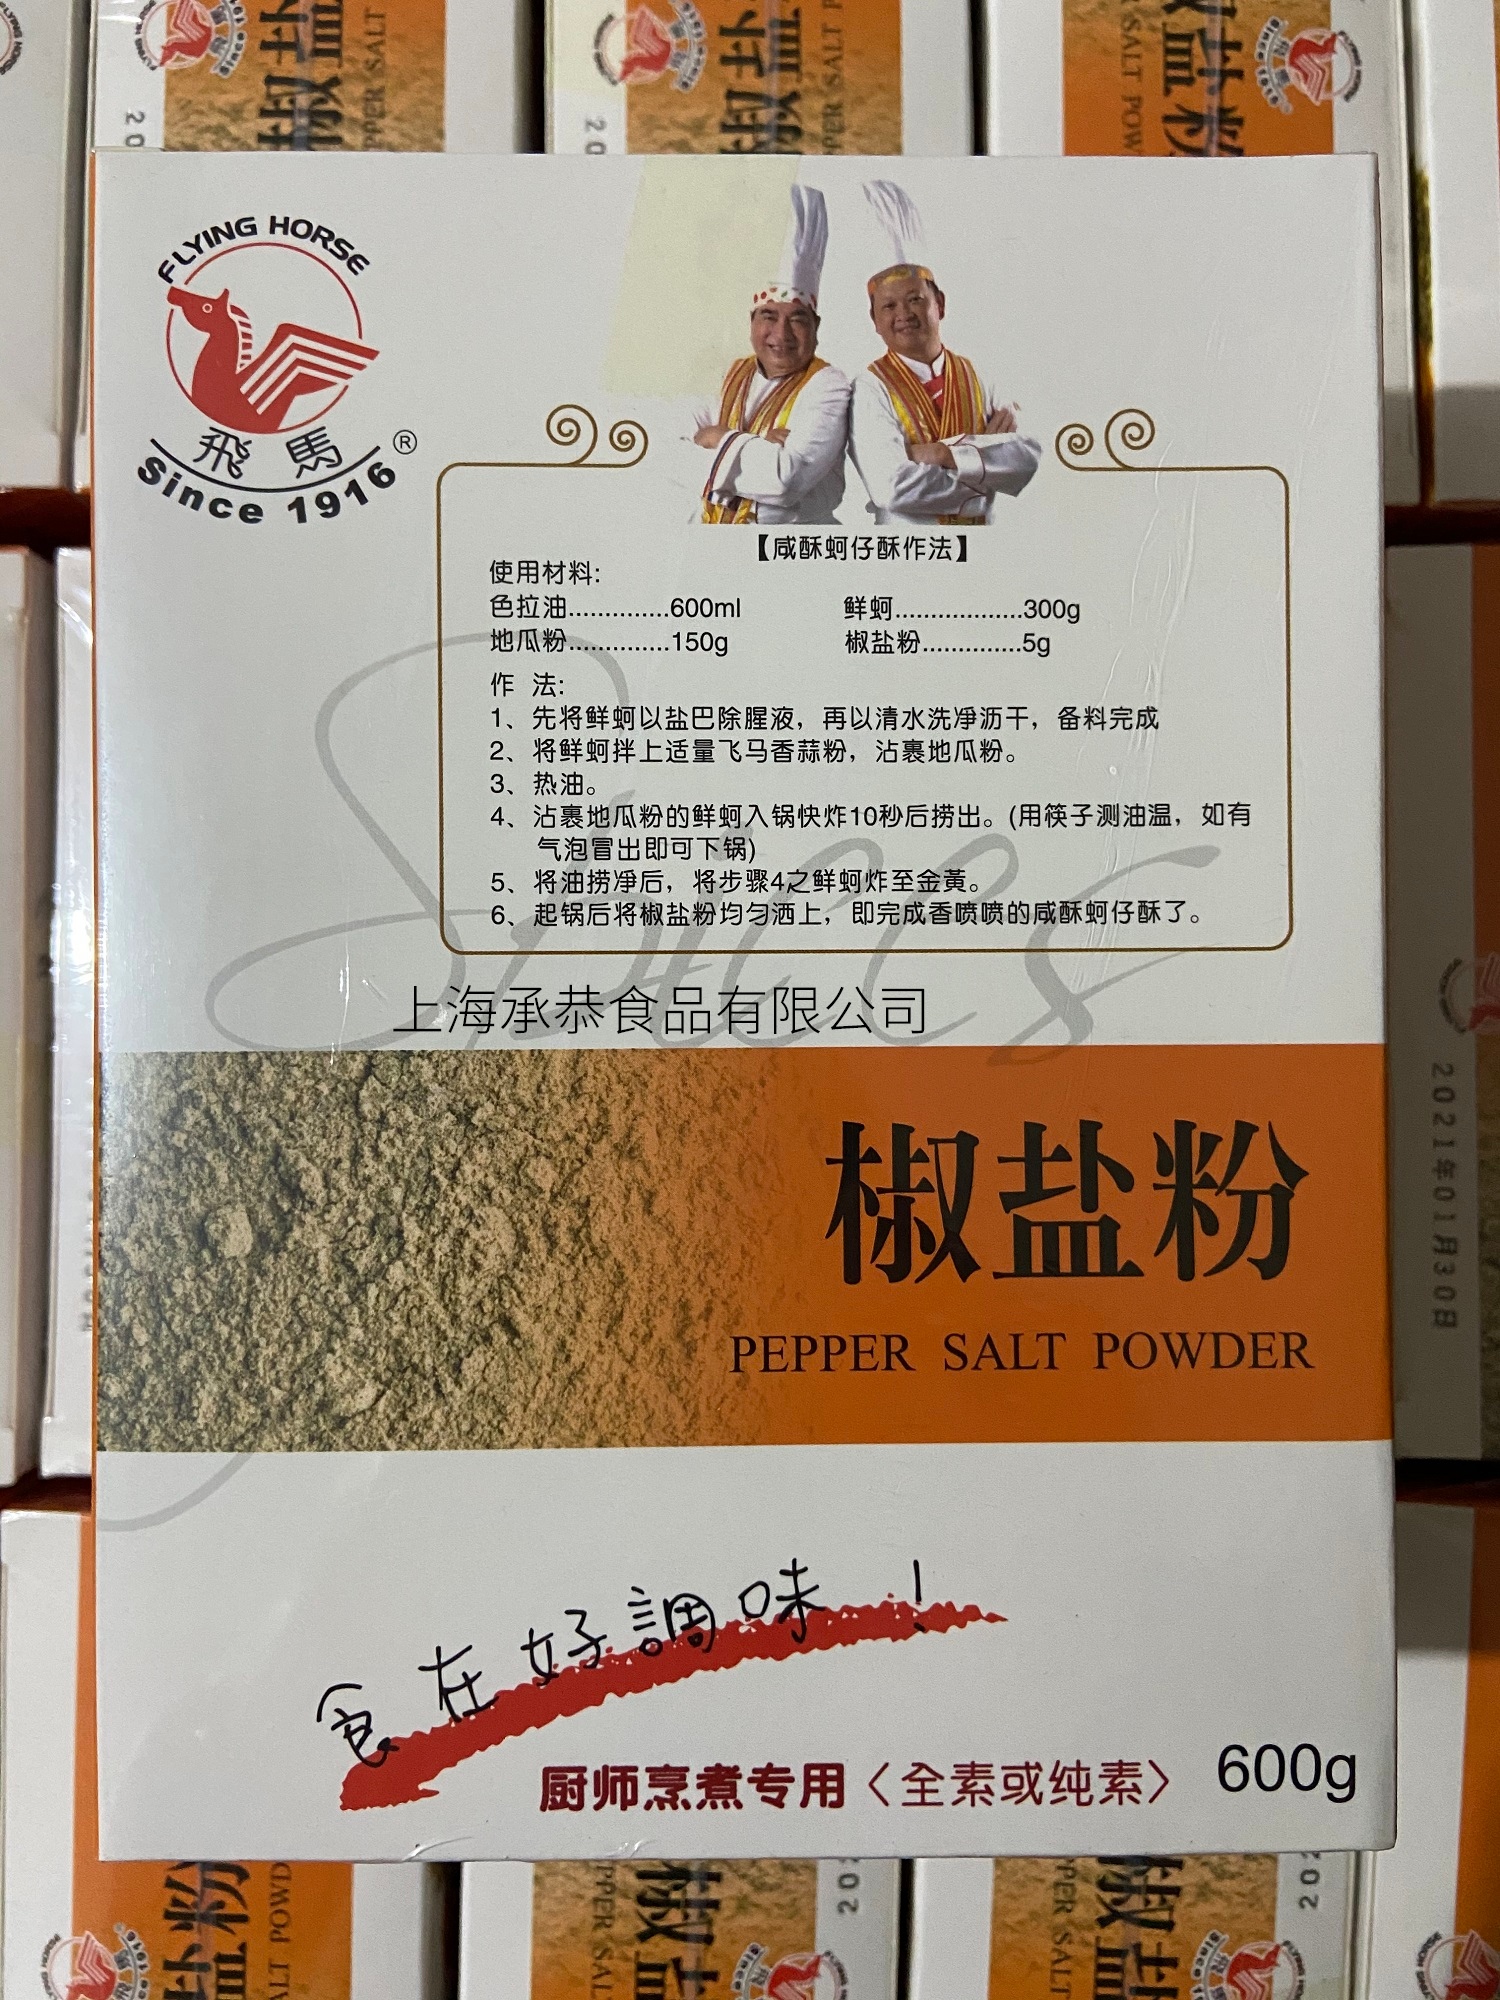 FLYING HORSE
飛 馬 ®
Since 1916
【咸酥蚵仔酥作法】
使用材料:
色拉油..............600ml
鲜蚵..................300g
地瓜粉..............150g
椒盐粉..............5g
作 法:
1、先将鲜蚵以盐巴除腥液，再以清水洗净沥干，备料完成
2、将鲜蚵拌上适量飞马香蒜粉，沾裹地瓜粉。
3、热油。
4、沾裹地瓜粉的鲜蚵入锅快炸10秒后捞出。(用筷子测油温，如有
气泡冒出即可下锅)
5、将油捞净后，将步骤4之鲜蚵炸至金黄。
6、起锅后将椒盐粉均匀洒上，即完成香喷喷的咸酥蚵仔酥了。
Spices
上海承恭食品有限公司
椒盐粉
PEPPER SALT POWDER
食在好調味！
厨师烹煮专用〈全素或纯素〉
600g
2021年01月30日